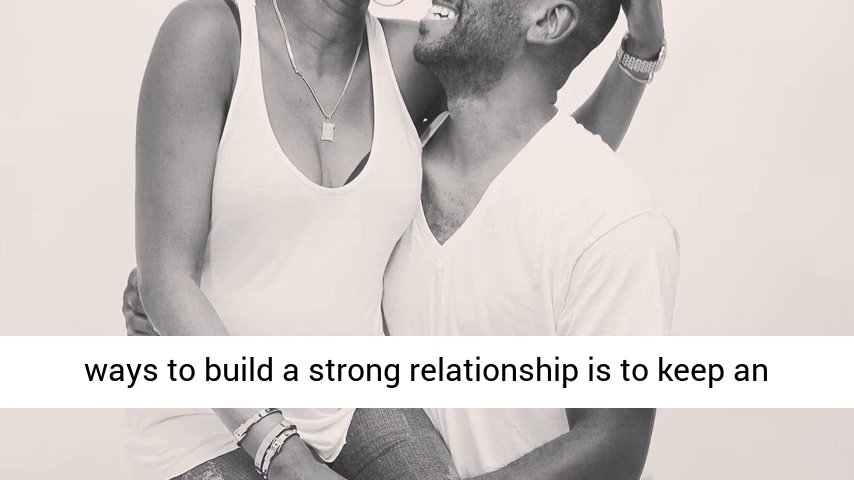 ways to build a strong relationship is to keep an